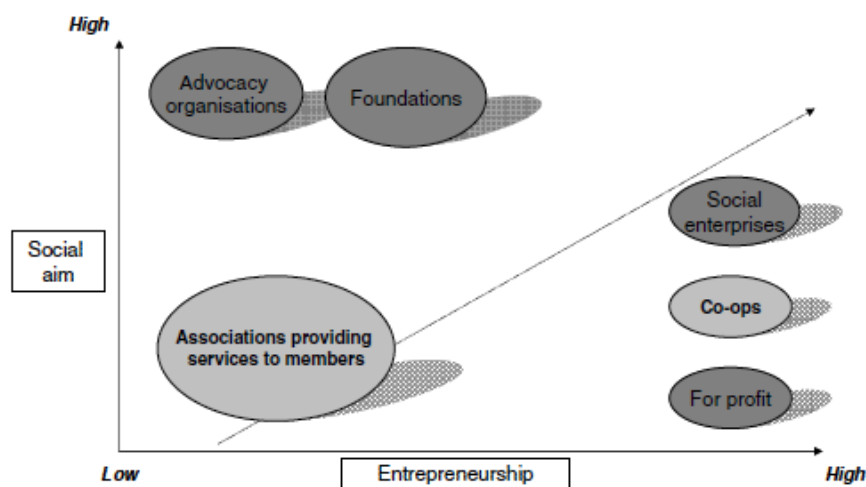 High
Advocacy
organisations
Foundations
Social
enterprises
Social
aim
Co-ops
Associations providing
services to members
For profit
Low
Entrepreneurship
High